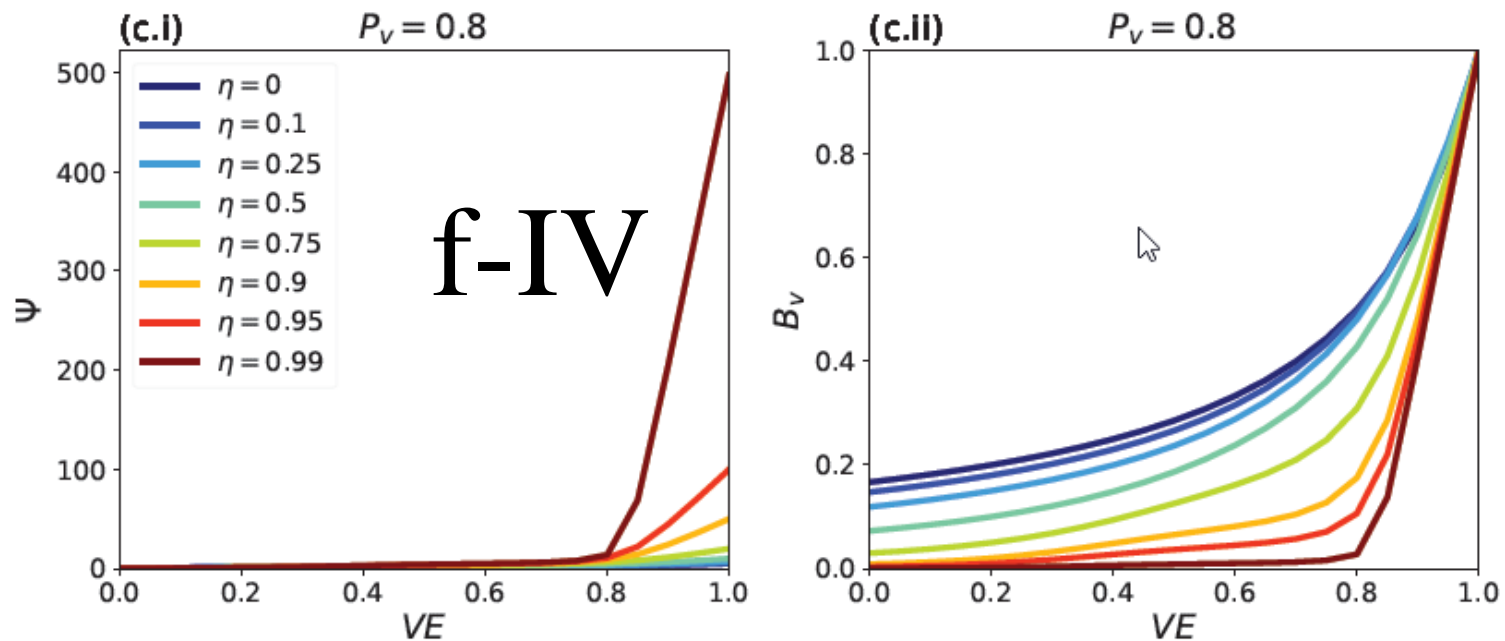 (c.i) P_v = 0.8
500
400
300
200
100
0
Ψ
η = 0
η = 0.1
η = 0.25
η = 0.5
η = 0.75
η = 0.9
η = 0.95
η = 0.99
f-IV
0.0 0.2 0.4 0.6 0.8 1.0
VE
(c.ii) P_v = 0.8
1.0
0.8
0.6
0.4
0.2
0.0
B_v
0.0 0.2 0.4 0.6 0.8 1.0
VE